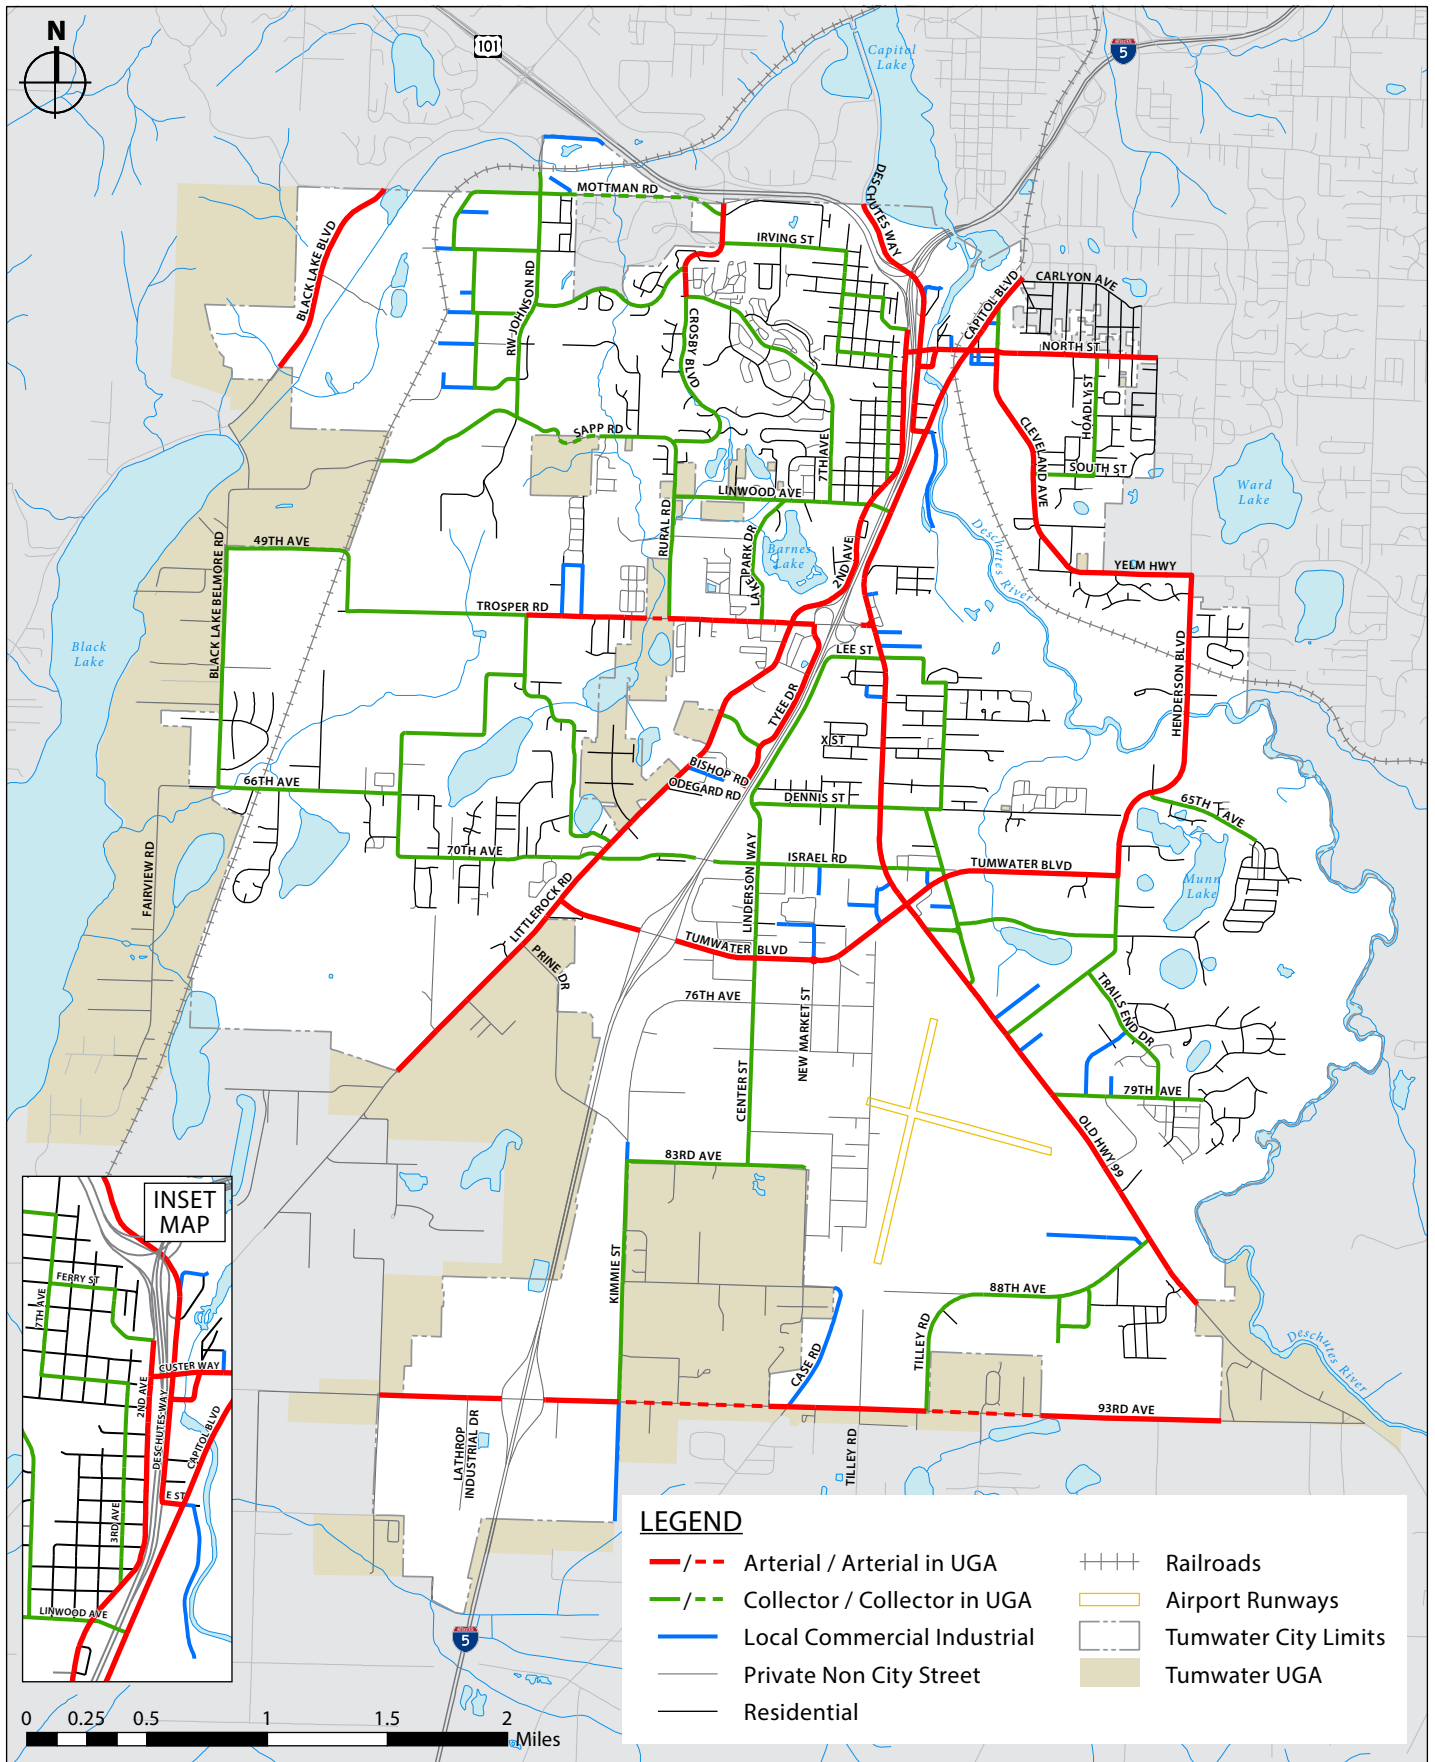 N
101
5
Capitol
Lake
DESCHUTES WAY
MOTTMAN RD
IRVING ST
BLACK LAKE BLVD
RW JOHNSON RD
CROSBY BLVD
CAPITOL BLVD
CARLYON AVE
NORTH ST
HOADLY ST
CLEVELAND AVE
SOUTH ST
SAPP RD
7TH AVE
LINWOOD AVE
Ward
Lake
RURAL RD
LAKE PARK DR
Barnes
Lake
2ND AVE
Deschutes
River
YELM HWY
49TH AVE
BLACK LAKE BELMORE RD
TROSPER RD
LEE ST
HENDERSON BLVD
Black
Lake
TYEE DR
X ST
BISHOP RD
ODEGARD RD
66TH AVE
DENNIS ST
65TH AVE
70TH AVE
ISRAEL RD
TUMWATER BLVD
Munn
Lake
FAIRVIEW RD
LITTLEROCK RD
LINDERSON WAY
TUMWATER BLVD
PRINE DR
76TH AVE
NEW MARKET ST
TRAILS END DR
CENTER ST
79TH AVE
OLD HWY 99
83RD AVE
KIMMIE ST
88TH AVE
TILLEY RD
CASE RD
Deschutes
River
93RD AVE
LATHROP
INDUSTRIAL DR
TILLEY RD
5
INSET
MAP
FERRY ST
7TH AVE
CUSTER WAY
2ND AVE
DESCHUTES WAY
CAPITOL BLVD
E ST
3RD AVE
LINWOOD AVE
0 0.25 0.5 1 1.5 2
Miles
LEGEND
/ Arterial / Arterial in UGA
/ Collector / Collector in UGA
Local Commercial Industrial
Private Non City Street
Residential
Railroads
Airport Runways
Tumwater City Limits
Tumwater UGA